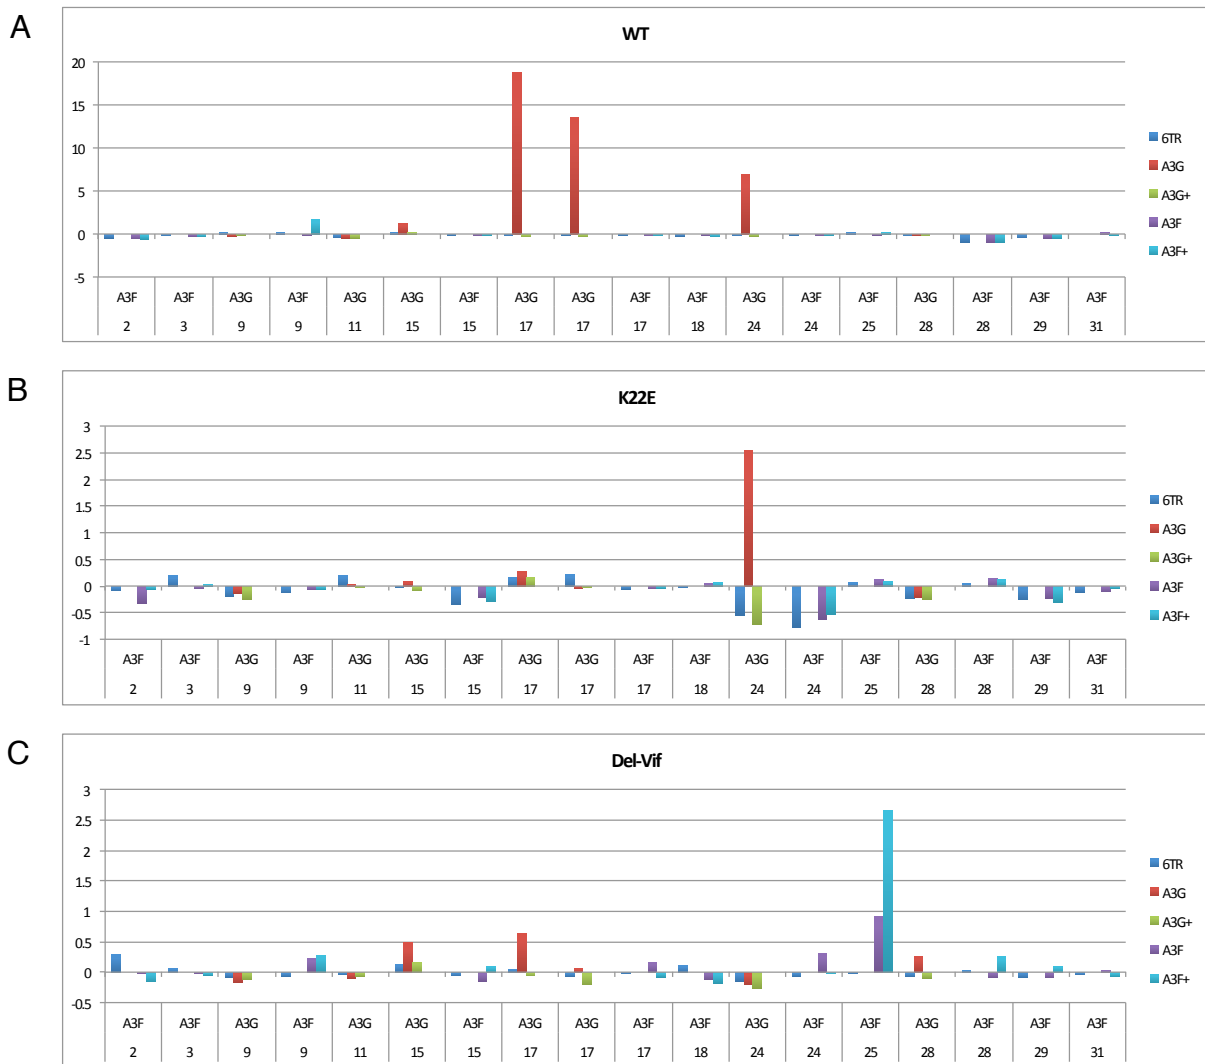 A
WT
20
15
10
5
0
-5
A3F A3F A3G A3F A3G A3G A3F A3G A3G A3F A3F A3G A3F A3F A3G A3F A3F A3F
2 3 9 9 11 15 15 17 17 17 18 24 24 25 28 28 29 31
6TR
A3G
A3G+
A3F
A3F+
B
K22E
3
2.5
2
1.5
1
0.5
0
-0.5
-1
A3F A3F A3G A3F A3G A3G A3F A3G A3G A3F A3F A3G A3F A3F A3G A3F A3F A3F
2 3 9 9 11 15 15 17 17 17 18 24 24 25 28 28 29 31
6TR
A3G
A3G+
A3F
A3F+
C
Del-Vif
3
2.5
2
1.5
1
0.5
0
-0.5
A3F A3F A3G A3F A3G A3G A3F A3G A3G A3F A3F A3G A3F A3F A3G A3F A3F A3F
2 3 9 9 11 15 15 17 17 17 18 24 24 25 28 28 29 31
6TR
A3G
A3G+
A3F
A3F+